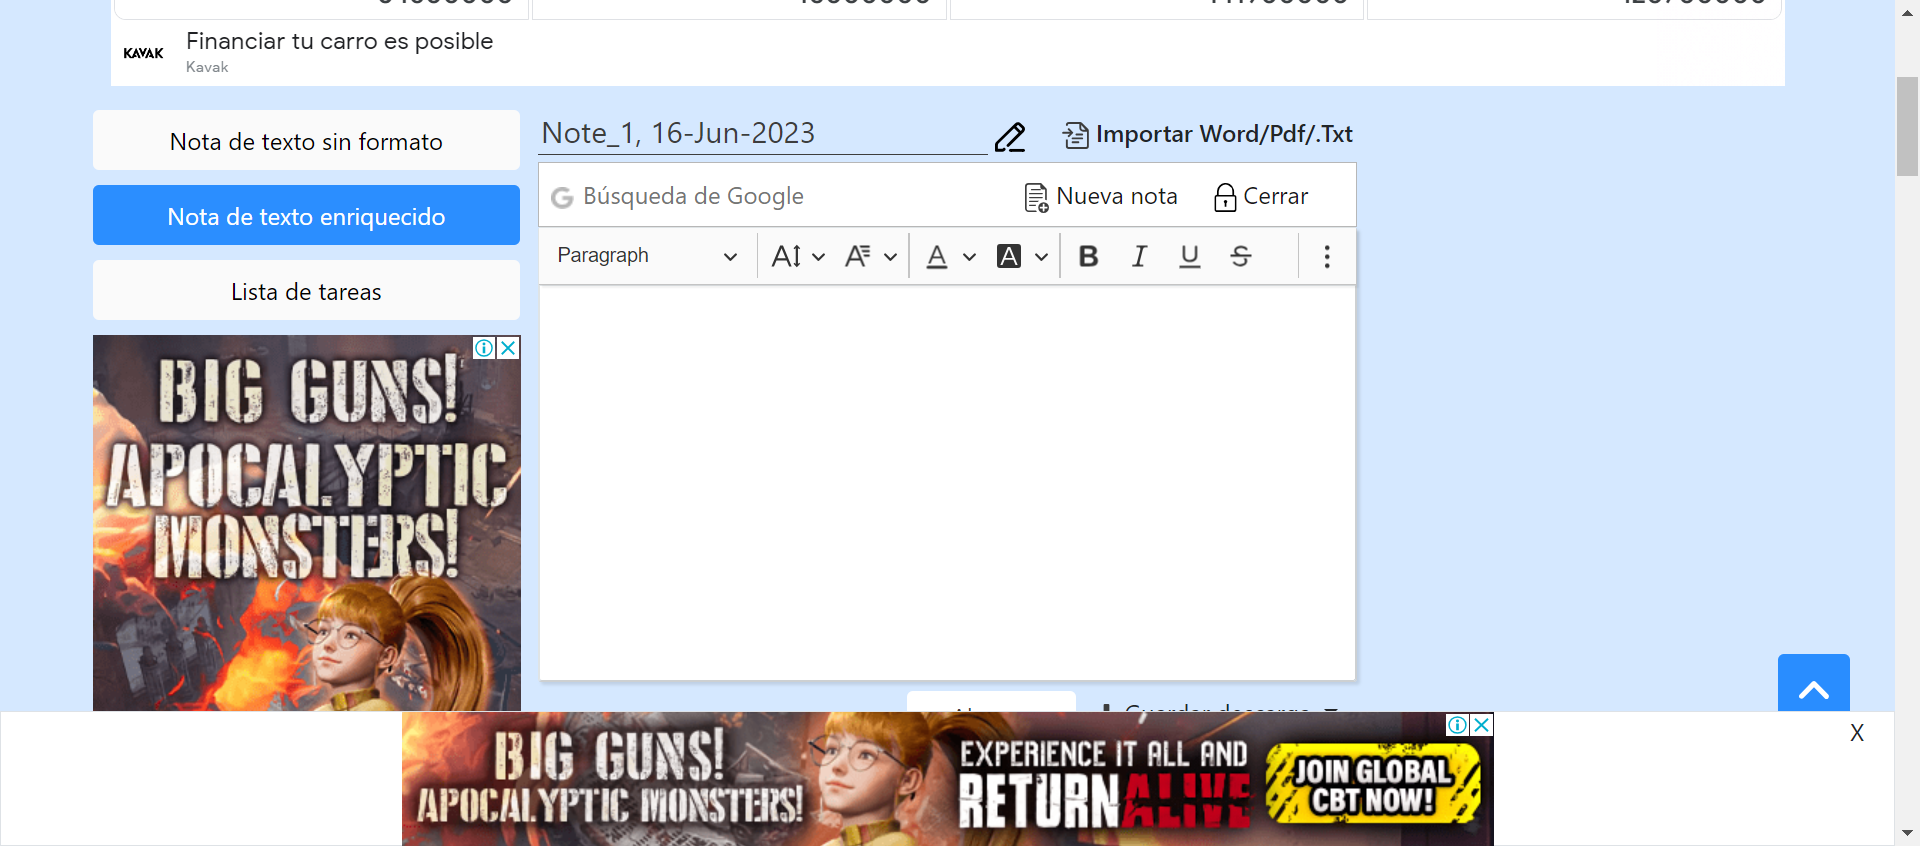 KAVAK
Financiar tu carro es posible
Kavak
Nota de texto sin formato
Nota de texto enriquecido
Lista de tareas
Note_1, 16-Jun-2023
Importar Word/Pdf/.Txt
Búsqueda de Google
Nueva nota
Cerrar
Paragraph
BIG GUNS!
APOCALYPTIC
MONSTERS!
Guardar descarga
X
BIG GUNS!
APOCALYPTIC MONSTERS!
EXPERIENCE IT ALL AND
RETURN ALIVE
JOIN GLOBAL
CBT NOW!